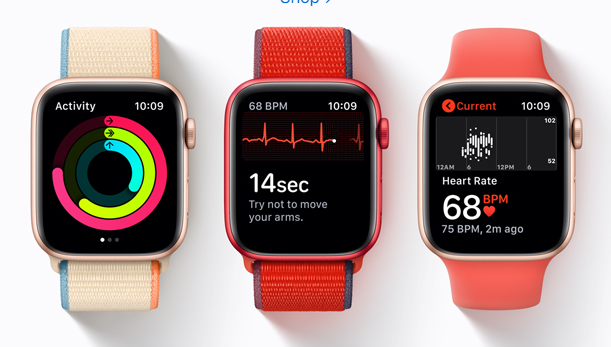 Shop >
Activity 10:09
68 BPM 10:09
14sec
Try not to move
your arms.
Current 10:09
102
52
12AM 6 12PM 6
Heart Rate
68 BPM
75 BPM, 2m ago